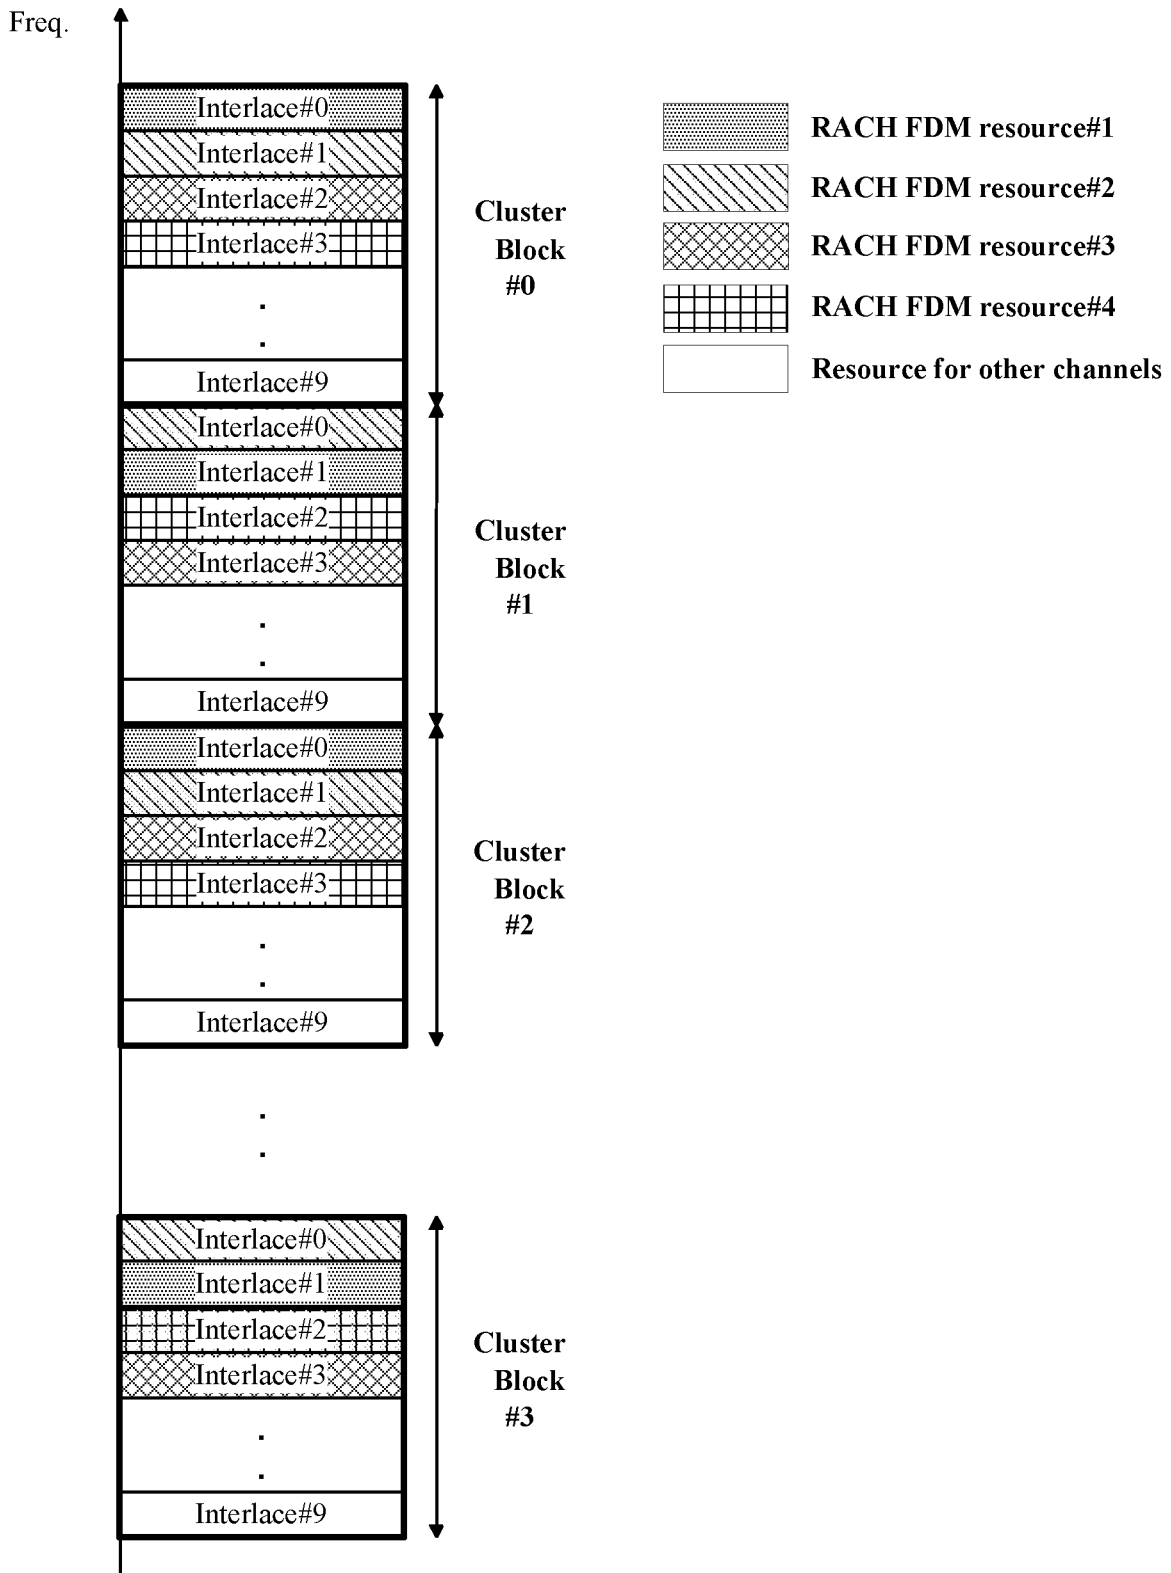 Freq.
Interlace#0
Interlace#1
Interlace#2
Interlace#3
.
.
Interlace#9
Cluster
Block
#0
Interlace#0
Interlace#1
Interlace#2
Interlace#3
.
.
Interlace#9
Cluster
Block
#1
Interlace#0
Interlace#1
Interlace#2
Interlace#3
.
.
Interlace#9
Cluster
Block
#2
.
.
Interlace#0
Interlace#1
Interlace#2
Interlace#3
.
.
Interlace#9
Cluster
Block
#3
RACH FDM resource#1
RACH FDM resource#2
RACH FDM resource#3
RACH FDM resource#4
Resource for other channels